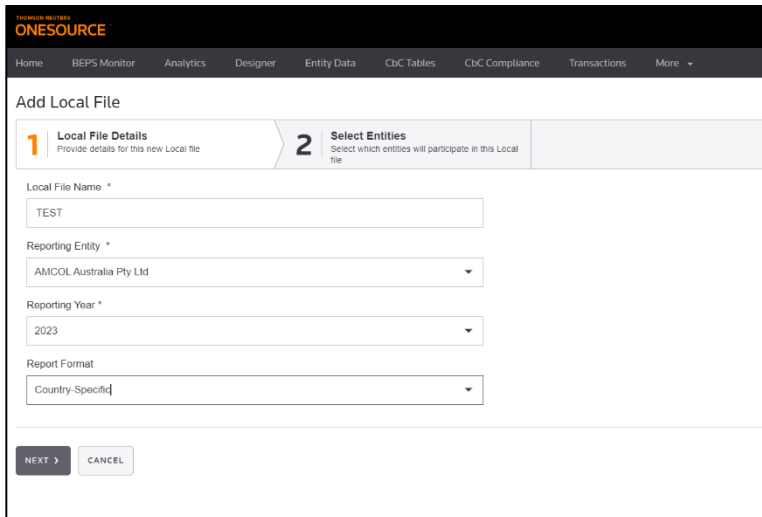 THOMSON REUTERS
ONESOURCE
Home BEPS Monitor Analytics Designer Entity Data CbC Tables CbC Compliance Transactions More
Add Local File
1 Local File Details
Provide details for this new Local file
2 Select Entities
Select which entities will participate in this Local
file
Local File Name *
TEST
Reporting Entity *
AMCOL Australia Pty Ltd
Reporting Year *
2023
Report Format
Country-Specific
NEXT >
CANCEL